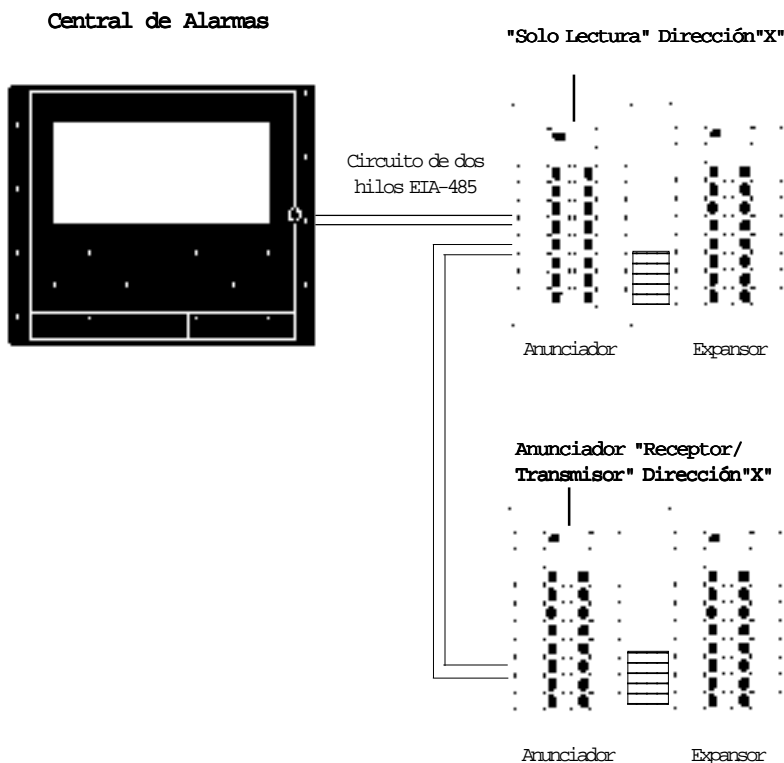 Central de Alarmas
"Solo Lectura" Dirección"X"
Circuito de dos
hilos EIA-485
Anunciador
Expansor
Anunciador "Receptor/
Transmisor" Dirección"X"
Anunciador
Expansor